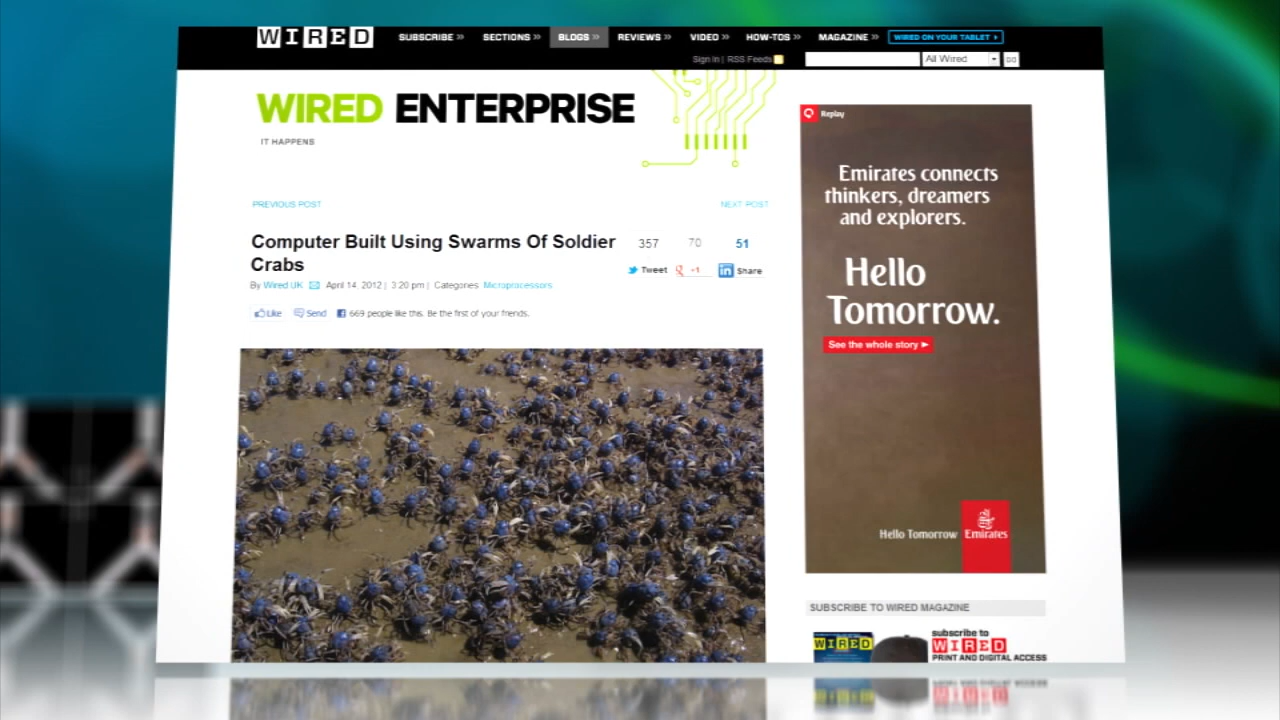 WIRED
SUBSCRIBE >> SECTIONS >> BLOGS >> REVIEWS >> VIDEO >> HOW-TOS >> MAGAZINE >> WIRED ON YOUR TABLET
Sign In | RSS Feeds All Wired GO
WIRED ENTERPRISE
IT HAPPENS
PREVIOUS POST NEXT POST
Computer Built Using Swarms Of Soldier
Crabs
357 70 51
Tweet +1 Share
By Wired UK April 14, 2012 | 3:20 pm | Categories Microprocessors
Like Send 669 people like this. Be the first of your friends.
Replay
Emirates connects
thinkers, dreamers
and explorers.
Hello
Tomorrow.
See the whole story
Hello Tomorrow Emirates
SUBSCRIBE TO WIRED MAGAZINE
WIRED
subscribe to
WIRED
PRINT AND DIGITAL ACCESS